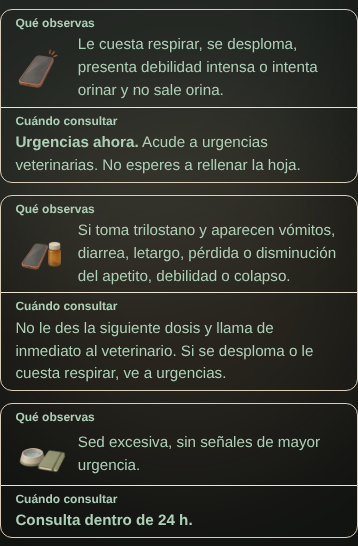 Qué observas
Le cuesta respirar, se desploma,
presenta debilidad intensa o intenta
orinar y no sale orina.
Cuándo consultar
Urgencias ahora. Acude a urgencias
veterinarias. No esperes a rellenar la hoja.
Qué observas
Si toma trilostano y aparecen vómitos,
diarrea, letargo, pérdida o disminución
del apetito, debilidad o colapso.
Cuándo consultar
No le des la siguiente dosis y llama de
inmediato al veterinario. Si se desploma o le
cuesta respirar, ve a urgencias.
Qué observas
Sed excesiva, sin señales de mayor
urgencia.
Cuándo consultar
Consulta dentro de 24 h.